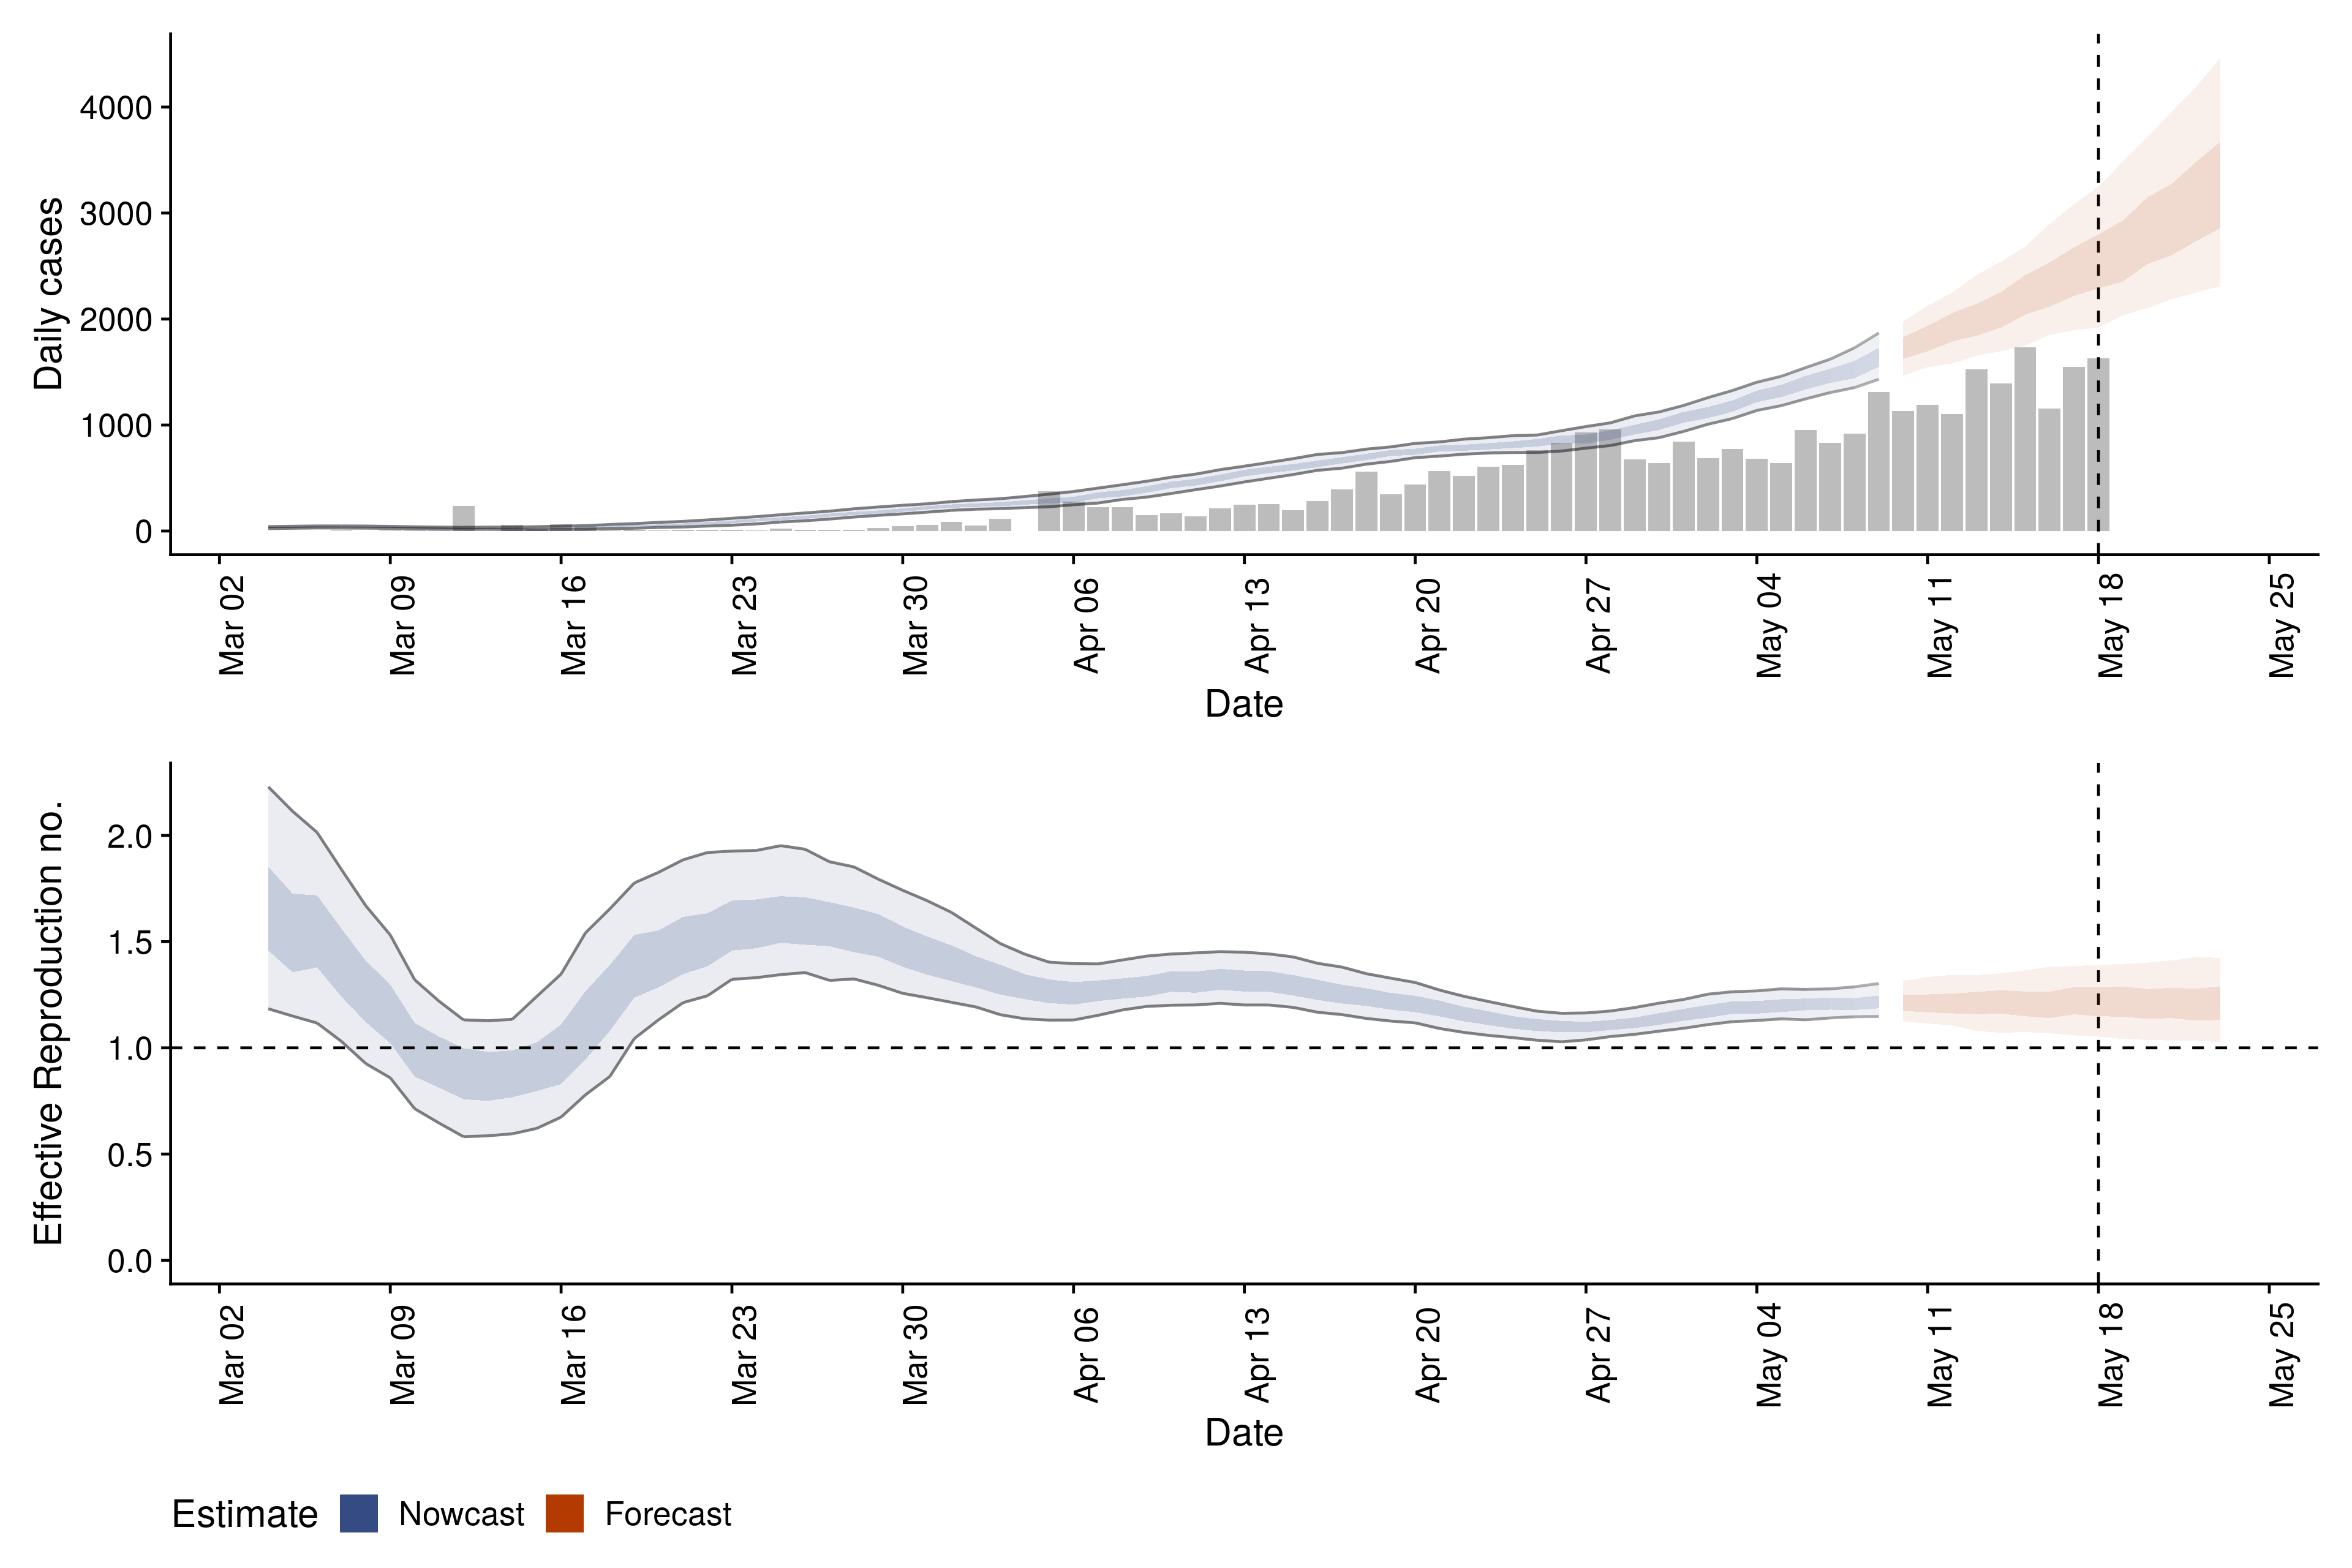 Daily cases
4000
3000
2000
1000
0
Mar 02
Mar 09
Mar 16
Mar 23
Mar 30
Apr 06
Apr 13
Apr 20
Apr 27
May 04
May 11
May 18
May 25
Date
Effective Reproduction no.
2.0
1.5
1.0
0.5
0.0
Mar 02
Mar 09
Mar 16
Mar 23
Mar 30
Apr 06
Apr 13
Apr 20
Apr 27
May 04
May 11
May 18
May 25
Date
Estimate Nowcast Forecast